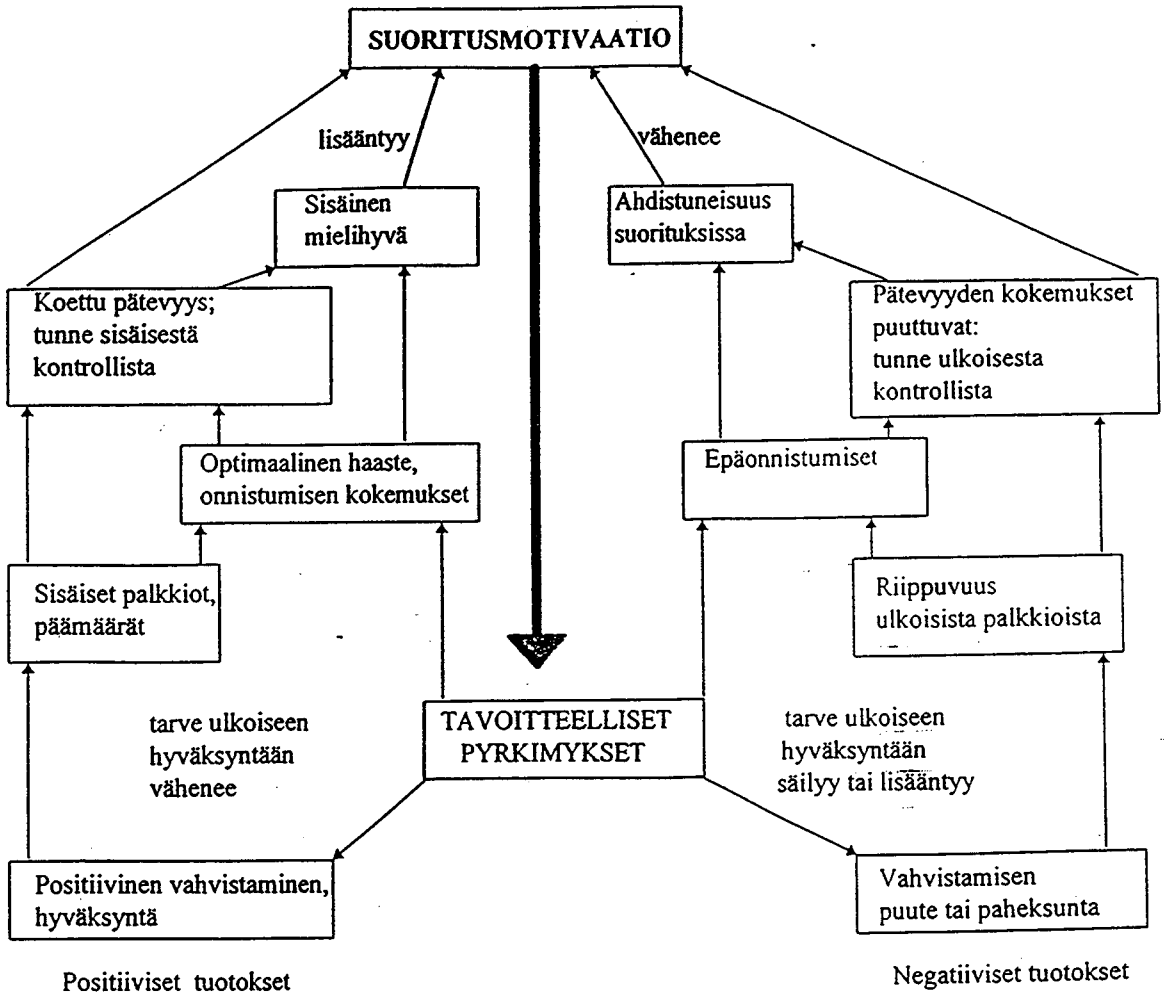 SUORITUSMOTIVAATIO
lisääntyy
vähenee
Sisäinen
mielihyvä
Ahdistuneisuus
suorituksissa
Koettu pätevyys;
tunne sisäisestä
kontrollista
Pätevyyden kokemukset
puuttuvat:
tunne ulkoisesta
kontrollista
Optimaalinen haaste,
onnistumisen kokemukset
Epäonnistumiset
Sisäiset palkkiot,
päämäärät
Riippuvuus
ulkoisista palkkioista
tarve ulkoiseen
hyväksyntään
vähenee
TAVOITTEELLISET
PYRKIMYKSET
tarve ulkoiseen
hyväksyntään
säilyy tai lisääntyy
Positiivinen vahvistaminen,
hyväksyntä
Vahvistamisen
puute tai paheksunta
Positiiviset tuotokset
Negatiiviset tuotokset